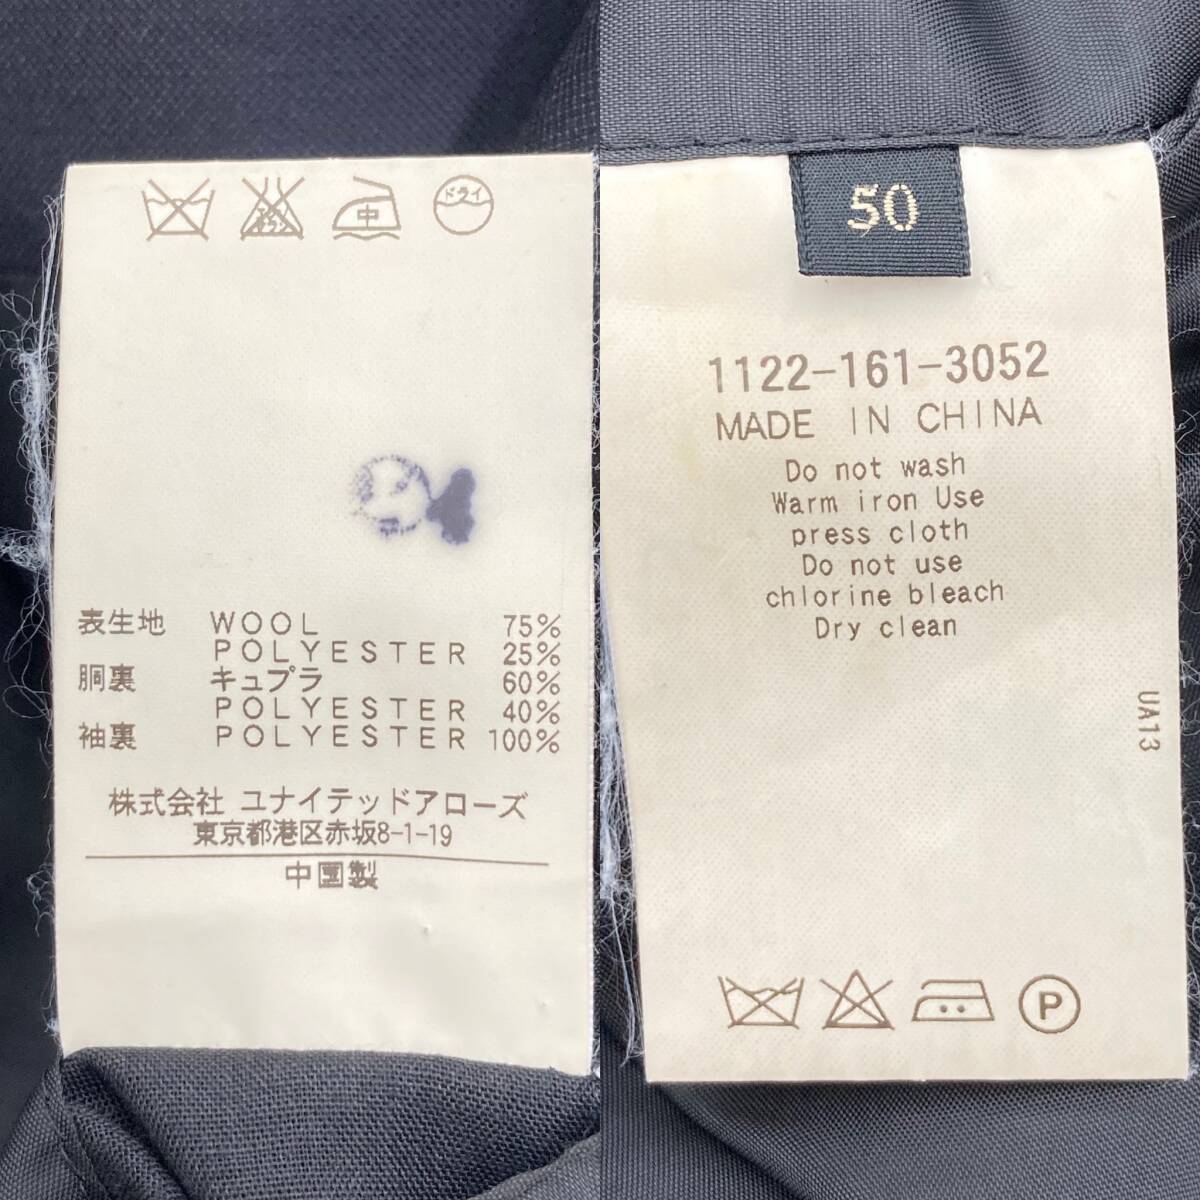 中
ドライ
表生地 WOOL 75%
POLYESTER 25%
胴裏 キュプラ 60%
POLYESTER 40%
袖裏 POLYESTER 100%
株式会社 ユナイテッドアローズ
東京都港区赤坂8-1-19
中国製
50
1122-161-3052
MADE IN CHINA
Do not wash
Warm iron Use
press cloth
Do not use
chlorine bleach
Dry clean
UA13
P